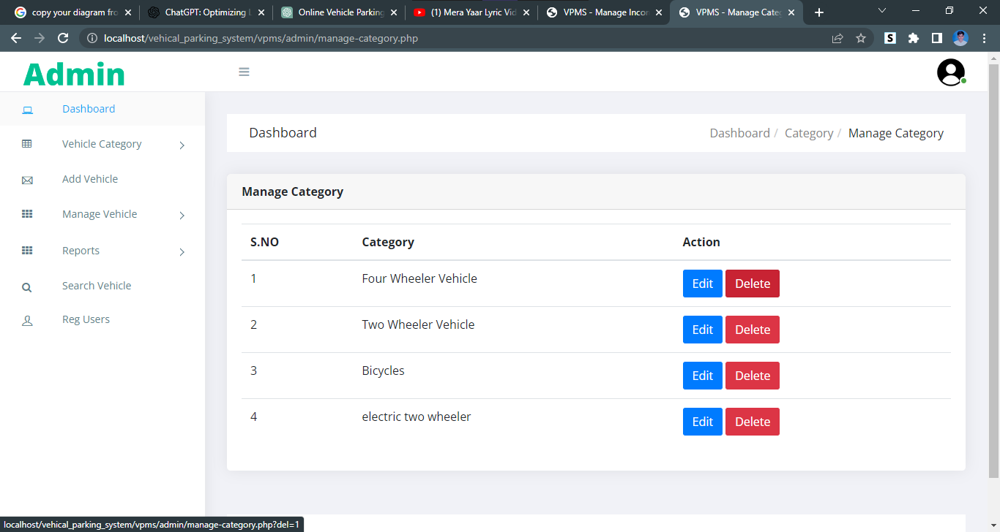 copy your diagram fro
ChatGPT: Optimizing L
Online Vehicle Parking
(1) Mera Yaar Lyric Vid
VPMS - Manage Incom
VPMS - Manage Categ
localhost/vehical_parking_system/vpms/admin/manage-category.php
Admin
Dashboard
Vehicle Category
Add Vehicle
Manage Vehicle
Reports
Search Vehicle
Reg Users
Dashboard
Dashboard / Category / Manage Category
Manage Category
S.NO Category Action
1 Four Wheeler Vehicle Edit Delete
2 Two Wheeler Vehicle Edit Delete
3 Bicycles Edit Delete
4 electric two wheeler Edit Delete
localhost/vehical_parking_system/vpms/admin/manage-category.php?del=1